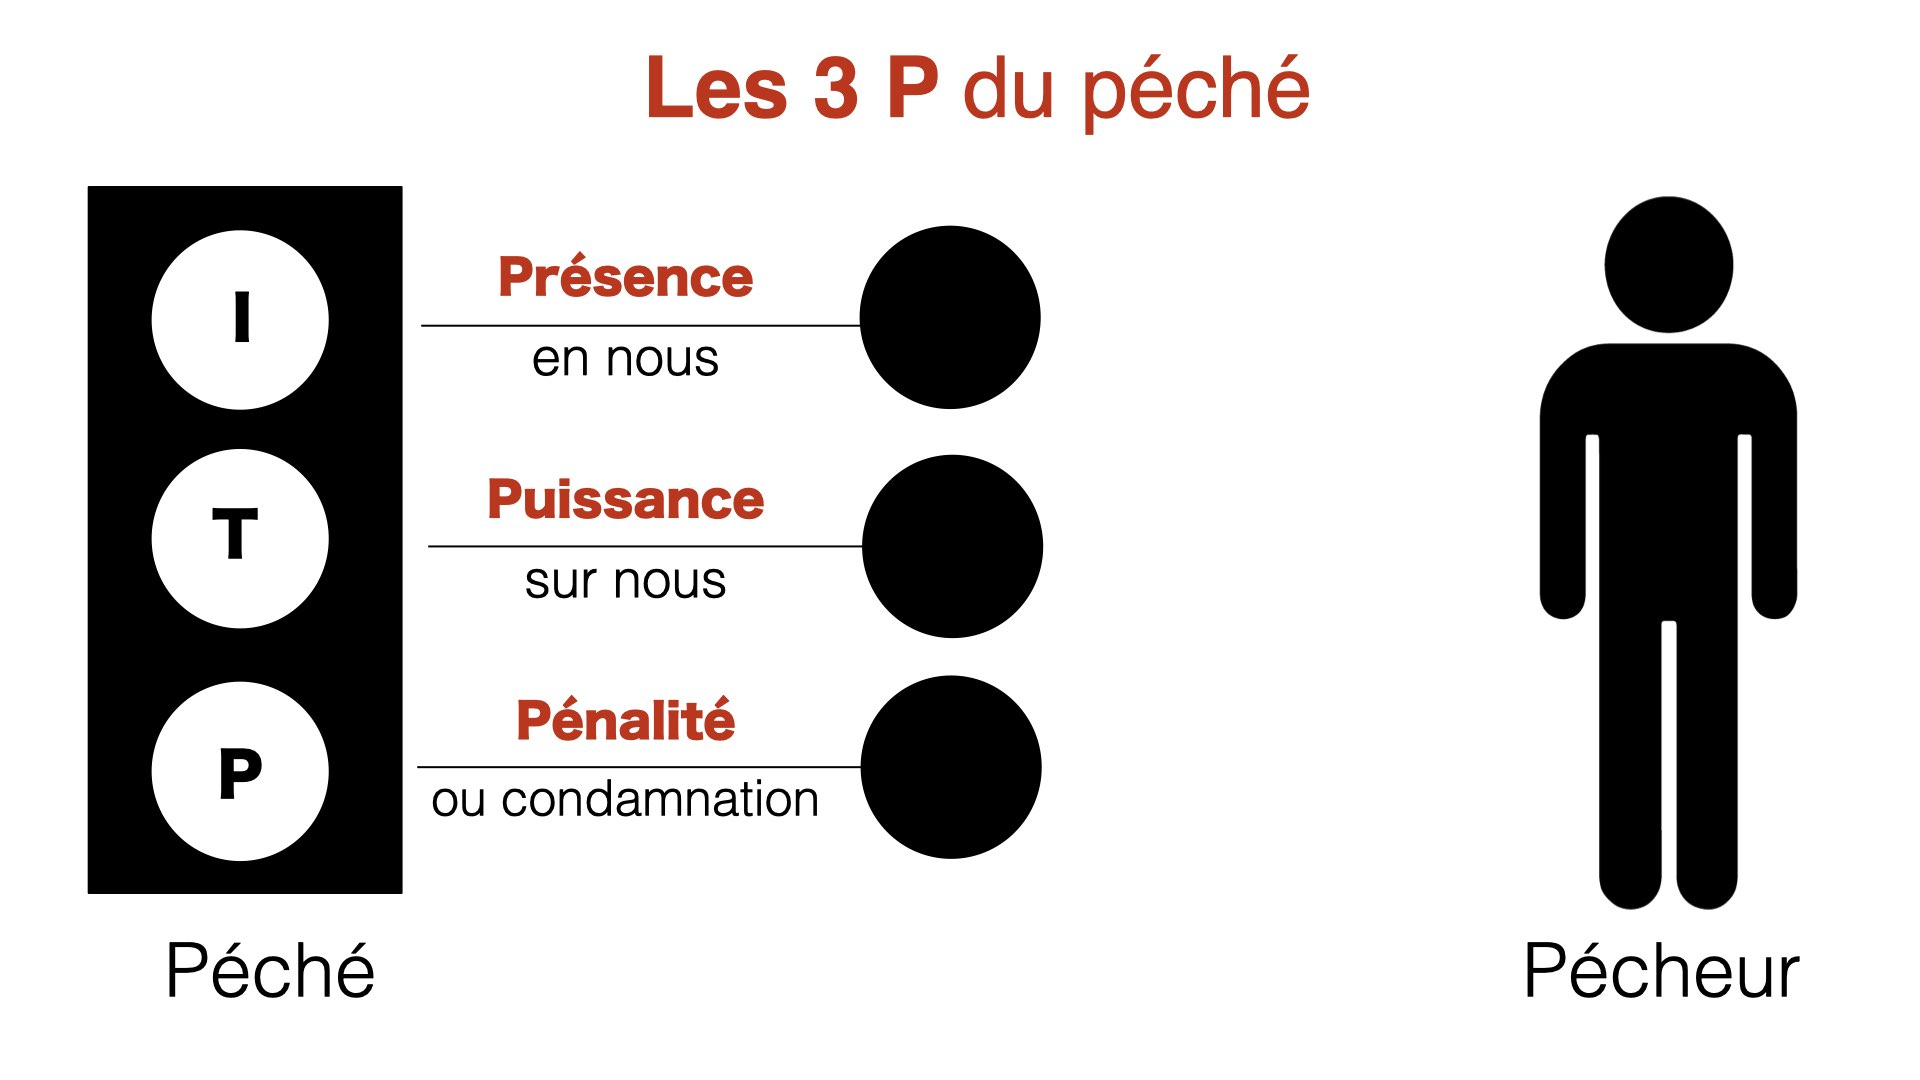 Les 3 P du péché
I
Présence
en nous
T
Puissance
sur nous
P
Pénalité
ou condamnation
Péché
Pécheur